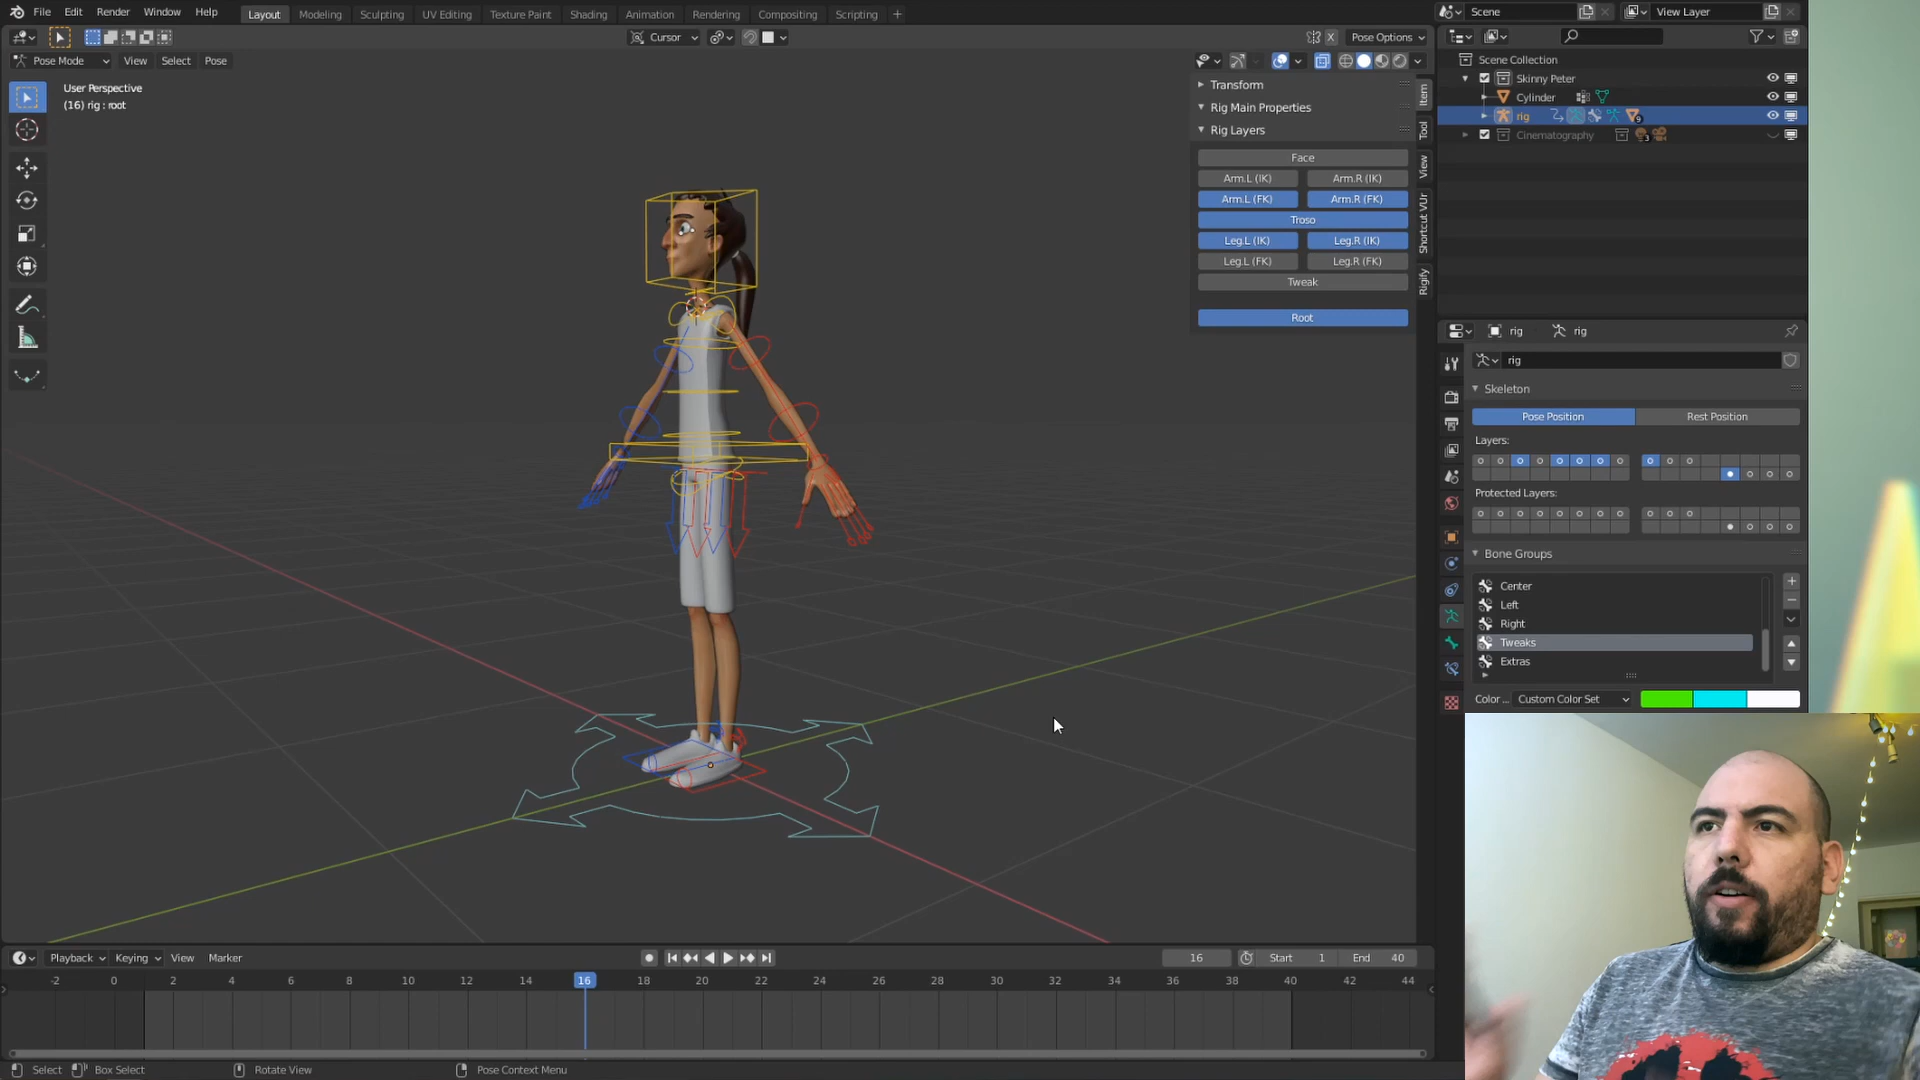 File Edit Render Window Help
Layout Modeling Sculpting UV Editing Texture Paint Shading Animation Rendering Compositing Scripting +
Scene View Layer
Cursor Pose Options
X
Pose Mode View Select Pose
User Perspective
(16) rig : root
Transform
Rig Main Properties
Rig Layers
Face
Arm.L (IK) Arm.R (IK)
Arm.L (FK) Arm.R (FK)
Troso
Leg.L (IK) Leg.R (IK)
Leg.L (FK) Leg.R (FK)
Tweak
Root
Item
Tool
View
Shortcut VUr
Rigify
Scene Collection
Skinny Peter
Cylinder
rig
9
Cinematography
3
rig rig
rig
Skeleton
Pose Position Rest Position
Layers:
Protected Layers:
Bone Groups
Center
Left
Right
Tweaks
Extras
Color... Custom Color Set
Playback Keying View Marker
16 Start 1 End 40
-2 0 2 4 6 8 10 12 14 16 18 20 22 24 26 28 30 32 34 36 38 40 42 44
Select Box Select Rotate View Pose Context Menu